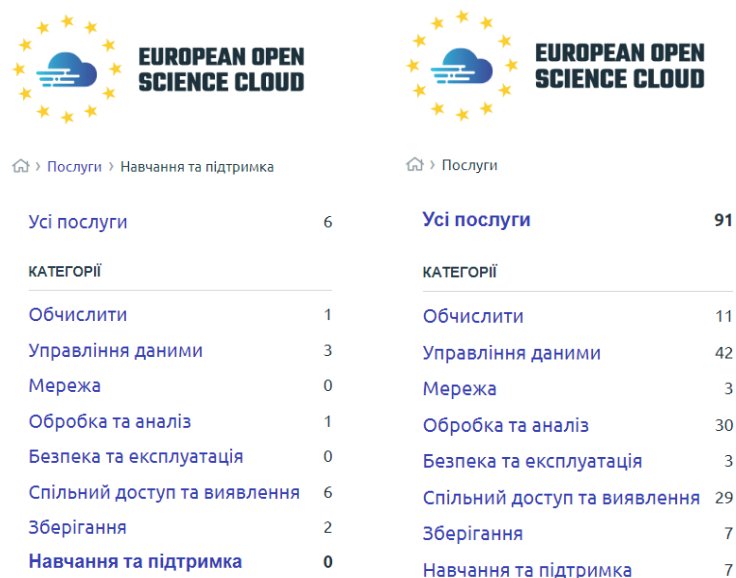 EUROPEAN OPEN
SCIENCE CLOUD
Послуги › Навчання та підтримка
Усі послуги 6
КАТЕГОРІЇ
Обчислити 1
Управління даними 3
Мережа 0
Обробка та аналіз 1
Безпека та експлуатація 0
Спільний доступ та виявлення 6
Зберігання 2
Навчання та підтримка 0
EUROPEAN OPEN
SCIENCE CLOUD
Послуги
Усі послуги 91
КАТЕГОРІЇ
Обчислити 11
Управління даними 42
Мережа 3
Обробка та аналіз 30
Безпека та експлуатація 3
Спільний доступ та виявлення 29
Зберігання 7
Навчання та підтримка 7